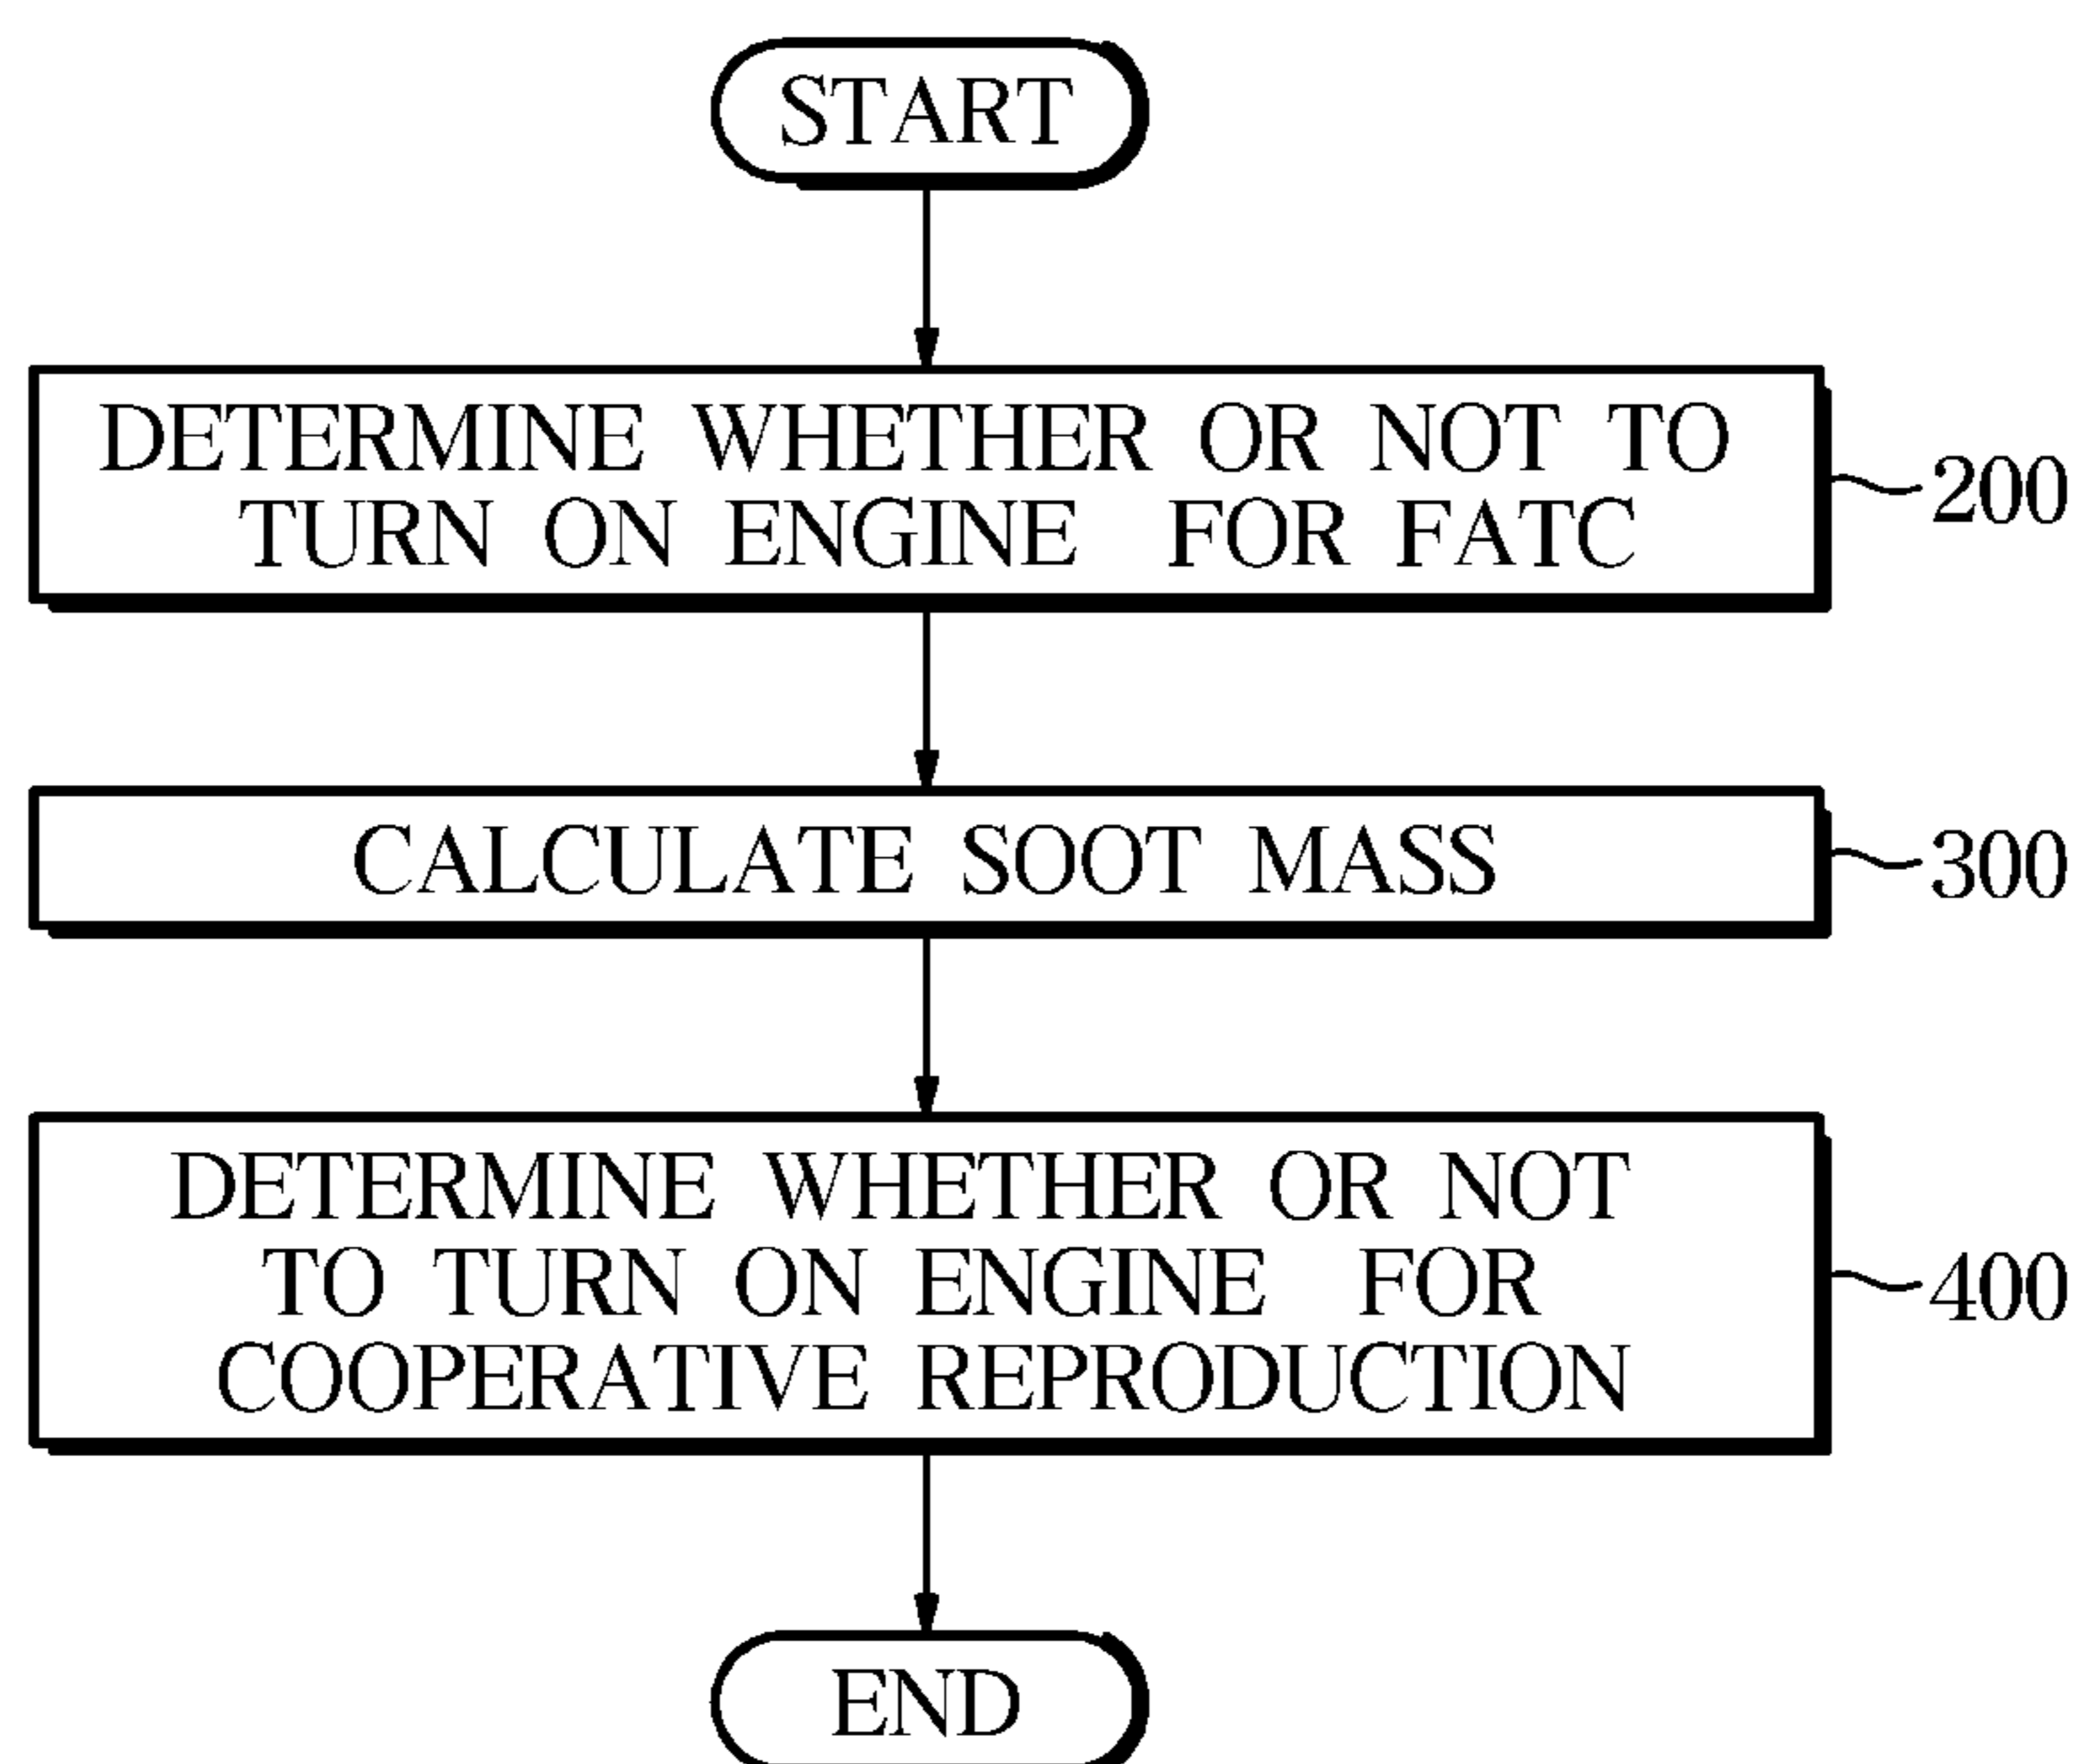 START
DETERMINE WHETHER OR NOT TO
TURN ON ENGINE FOR FATC
200
CALCULATE SOOT MASS
300
DETERMINE WHETHER OR NOT
TO TURN ON ENGINE FOR
COOPERATIVE REPRODUCTION
400
END